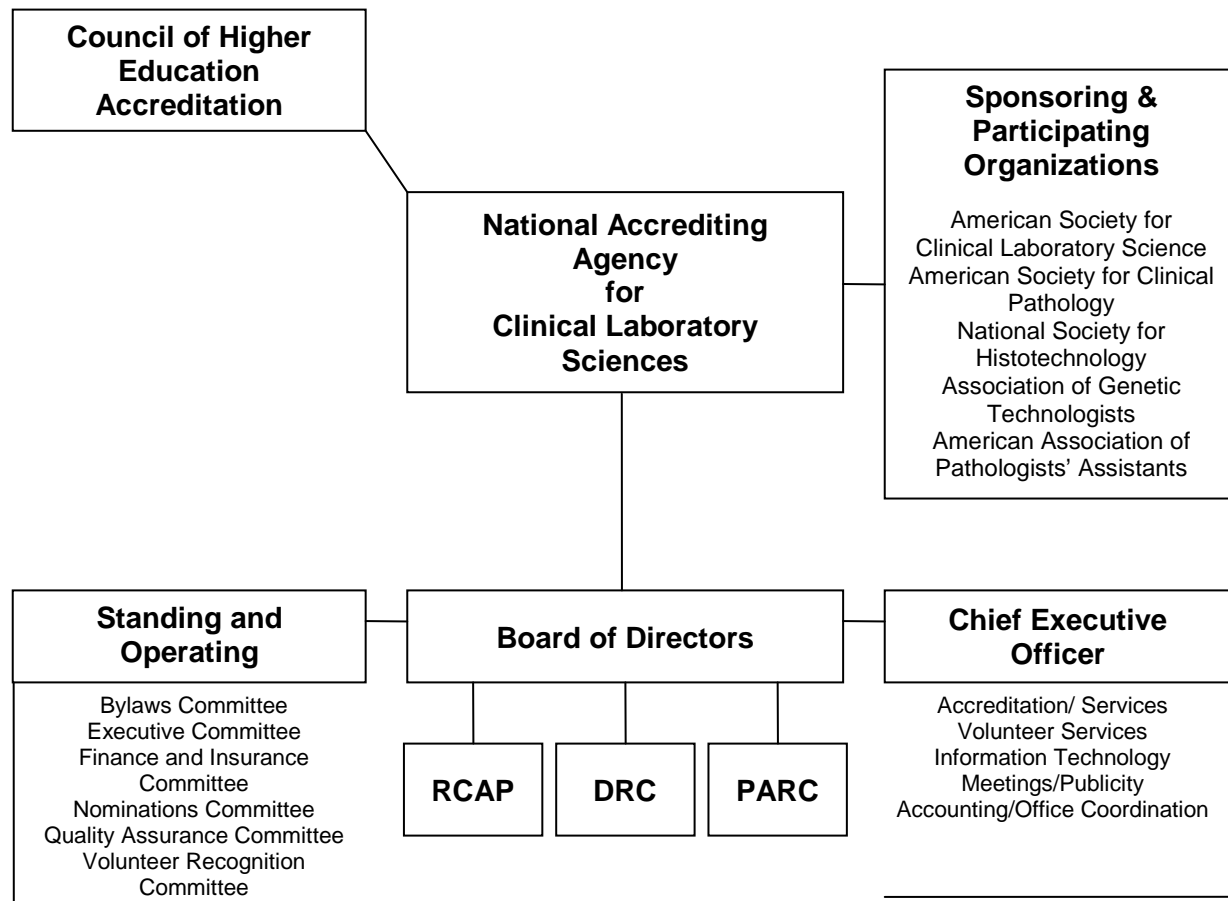 Council of Higher
Education
Accreditation
Sponsoring &
Participating
Organizations
American Society for
Clinical Laboratory Science
American Society for Clinical
Pathology
National Society for
Histotechnology
Association of Genetic
Technologists
American Association of
Pathologists’ Assistants
National Accrediting
Agency
for
Clinical Laboratory
Sciences
Standing and
Operating
Bylaws Committee
Executive Committee
Finance and Insurance
Committee
Nominations Committee
Quality Assurance Committee
Volunteer Recognition
Committee
Board of Directors
RCAP
DRC
PARC
Chief Executive
Officer
Accreditation/ Services
Volunteer Services
Information Technology
Meetings/Publicity
Accounting/Office Coordination